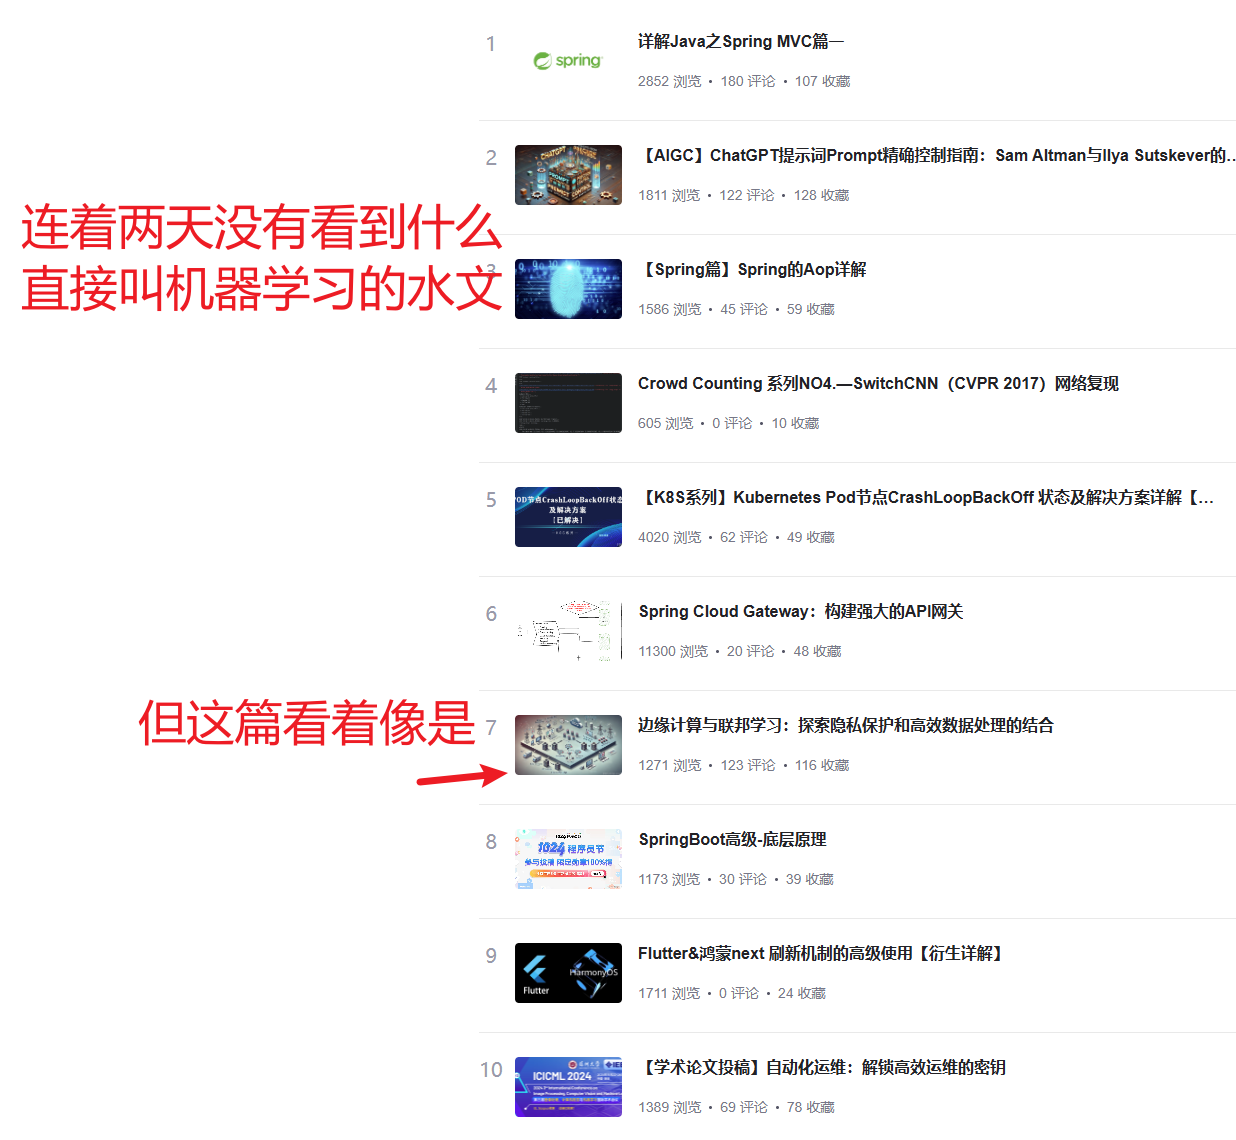 1
spring
详解Java之Spring MVC篇一
2852 浏览 • 180 评论 • 107 收藏
2
【AIGC】ChatGPT提示词Prompt精确控制指南：Sam Altman与Ilya Sutskever的…
1811 浏览 • 122 评论 • 128 收藏
连着两天没有看到什么
直接叫机器学习的水文
3
【Spring篇】Spring的Aop详解
1586 浏览 • 45 评论 • 59 收藏
4
Crowd Counting 系列NO4.—SwitchCNN（CVPR 2017）网络复现
605 浏览 • 0 评论 • 10 收藏
5
POD节点CrashLoopBackOff状态
及解决方案
【已解决】
【K8S系列】Kubernetes Pod节点CrashLoopBackOff 状态及解决方案详解【…
4020 浏览 • 62 评论 • 49 收藏
6
Spring Cloud Gateway：构建强大的API网关
11300 浏览 • 20 评论 • 48 收藏
但这篇看着像是
7
边缘计算与联邦学习：探索隐私保护和高效数据处理的结合
1271 浏览 • 123 评论 • 116 收藏
8
1024 程序员节
SpringBoot高级-底层原理
1173 浏览 • 30 评论 • 39 收藏
9
Flutter
HarmonyOS
Flutter&鸿蒙next 刷新机制的高级使用【衍生详解】
1711 浏览 • 0 评论 • 24 收藏
10
ICICML 2024
【学术论文投稿】自动化运维：解锁高效运维的密钥
1389 浏览 • 69 评论 • 78 收藏